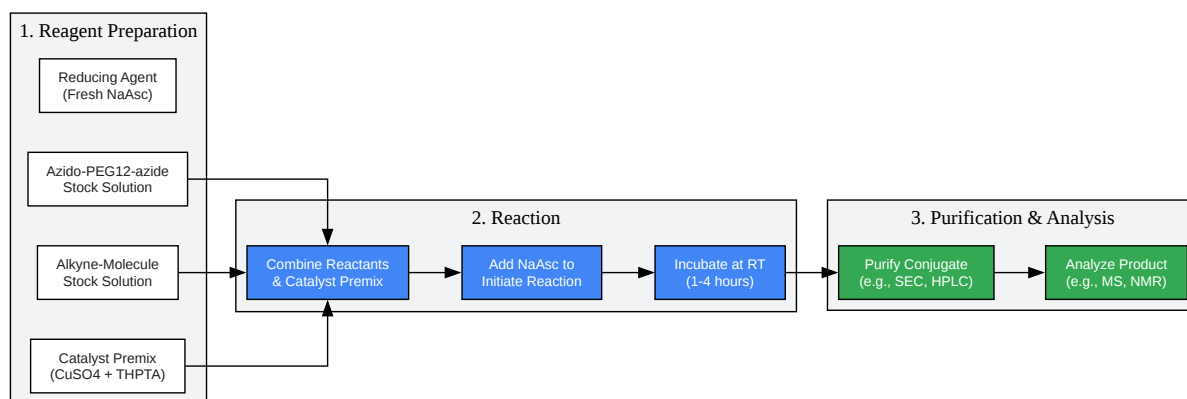 1. Reagent Preparation
Reducing Agent
(Fresh NaAsc)
Azido-PEG12-azide
Stock Solution
Alkyne-Molecule
Stock Solution
Catalyst Premix
(CuSO4 + THPTA)
2. Reaction
Combine Reactants
& Catalyst Premix
Add NaAsc to
Initiate Reaction
Incubate at RT
(1-4 hours)
3. Purification & Analysis
Purify Conjugate
(e.g., SEC, HPLC)
Analyze Product
(e.g., MS, NMR)